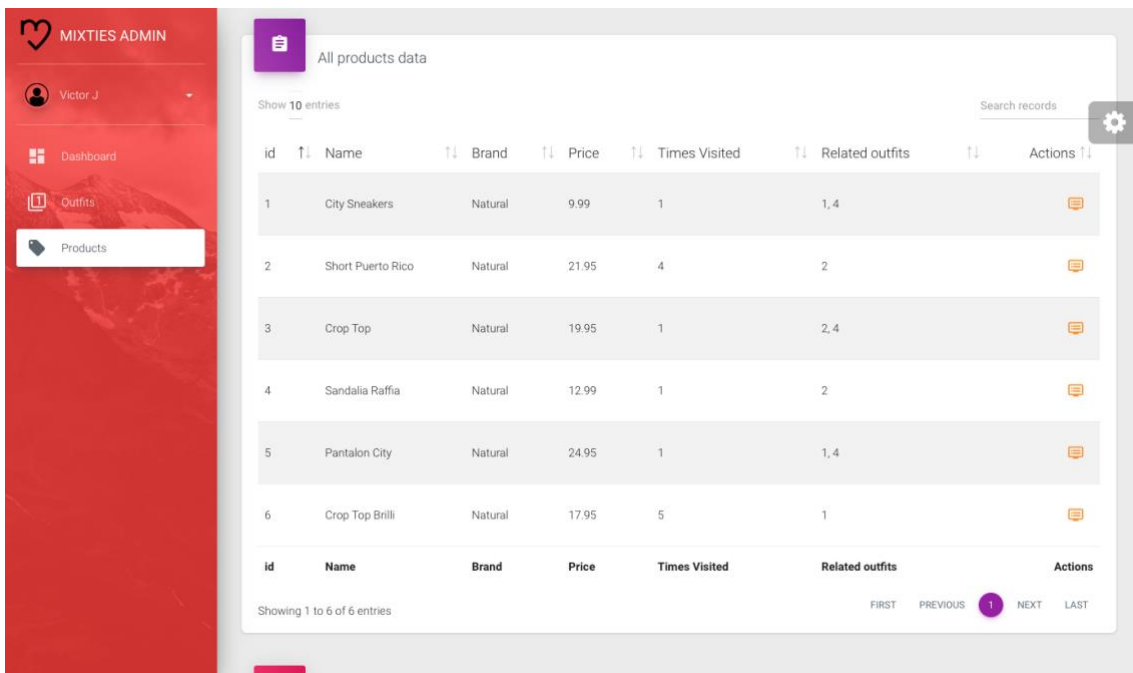 MIXTIES ADMIN
Victor J
Dashboard
1 Outfits
Products
All products data
Show 10 entries
Search records
id Name Brand Price Times Visited Related outfits Actions
1 City Sneakers Natural 9.99 1 1, 4
2 Short Puerto Rico Natural 21.95 4 2
3 Crop Top Natural 19.95 1 2, 4
4 Sandalia Raffia Natural 12.99 1 2
5 Pantalon City Natural 24.95 1 1, 4
6 Crop Top Brilli Natural 17.95 5 1
id Name Brand Price Times Visited Related outfits Actions
Showing 1 to 6 of 6 entries
FIRST PREVIOUS 1 NEXT LAST